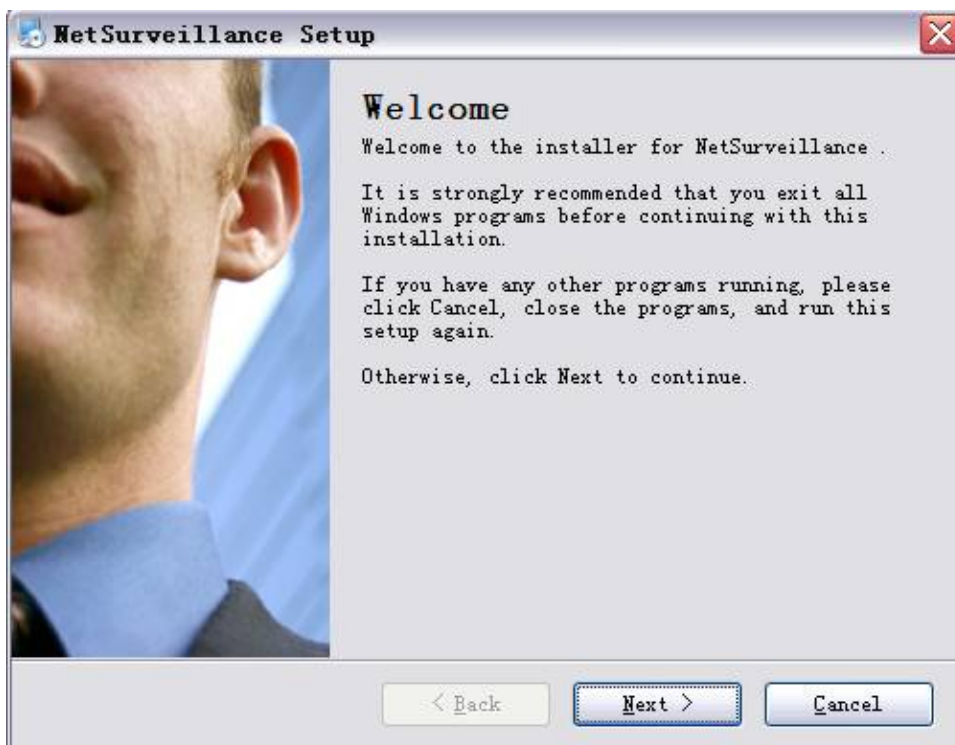 NetSurveillance Setup
Welcome
Welcome to the installer for NetSurveillance .
It is strongly recommended that you exit all
Windows programs before continuing with this
installation.
If you have any other programs running, please
click Cancel, close the programs, and run this
setup again.
Otherwise, click Next to continue.
< Back
Next >
Cancel